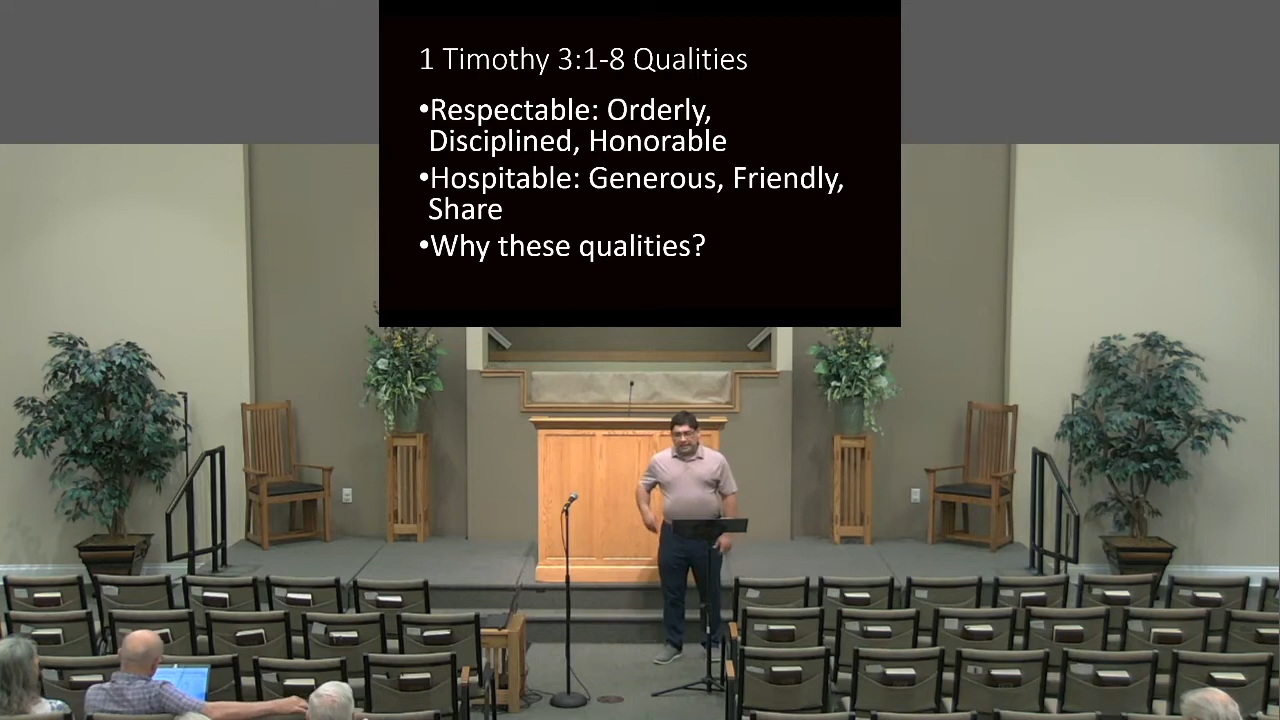 1 Timothy 3:1-8 Qualities
•Respectable: Orderly,
Disciplined, Honorable
•Hospitable: Generous, Friendly,
Share
•Why these qualities?